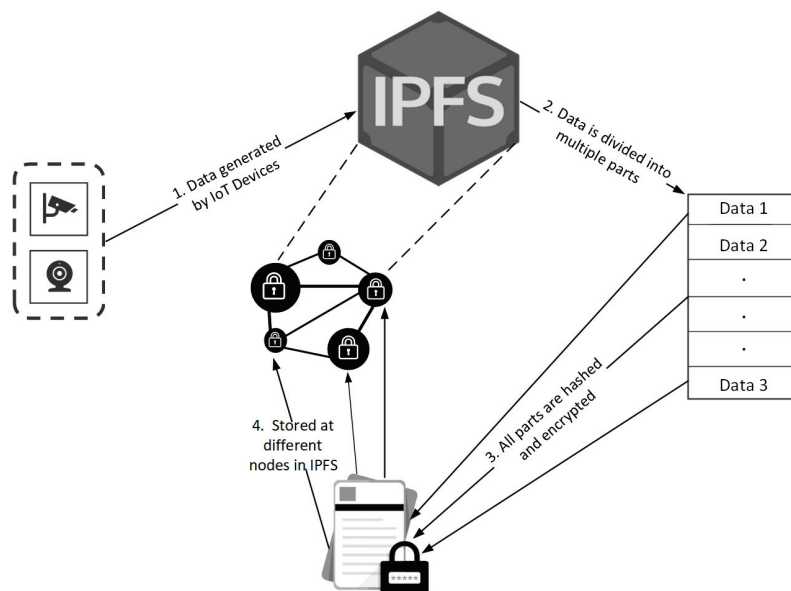 IPFS
1. Data generated
by IoT Devices
2. Data is divided into
multiple parts
Data 1
Data 2
.
.
.
Data 3
3. All parts are hashed
and encrypted
4. Stored at
different
nodes in IPFS
*****